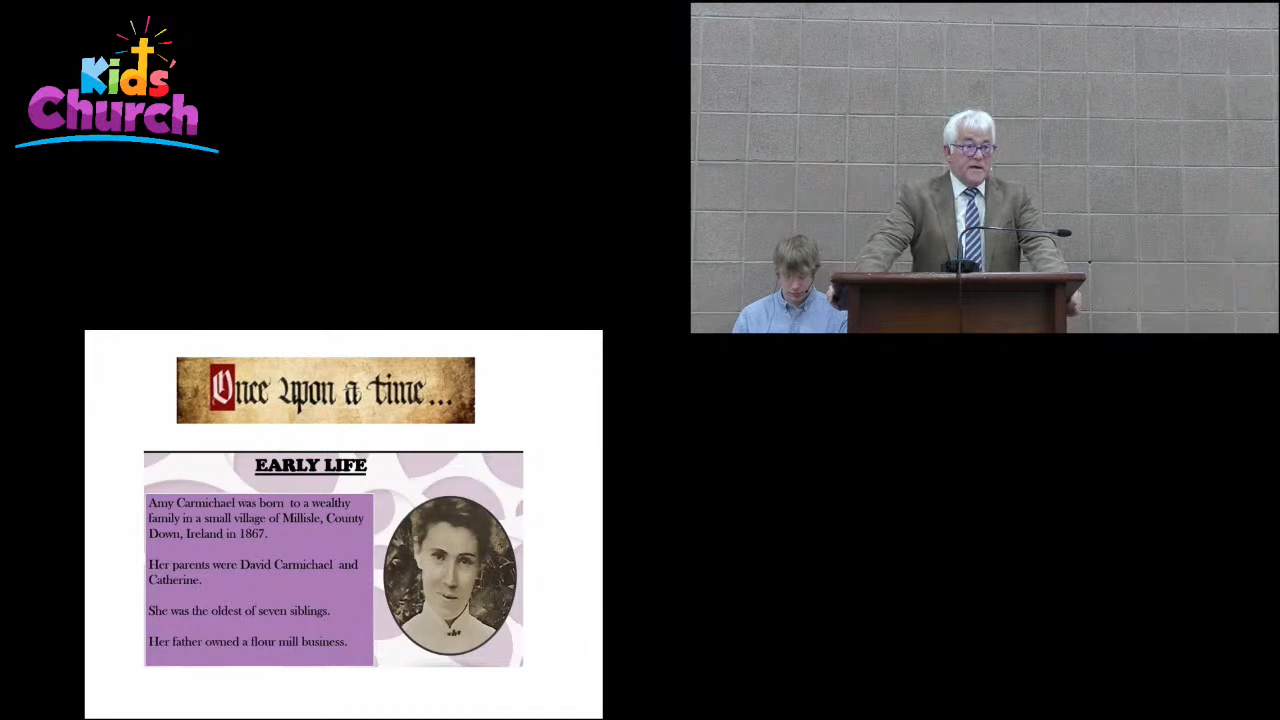 Kids'
Church
Once upon a time...
EARLY LIFE
Amy Carmichael was born to a wealthy
family in a small village of Millisle, County
Down, Ireland in 1867.
Her parents were David Carmichael and
Catherine.
She was the oldest of seven siblings.
Her father owned a flour mill business.